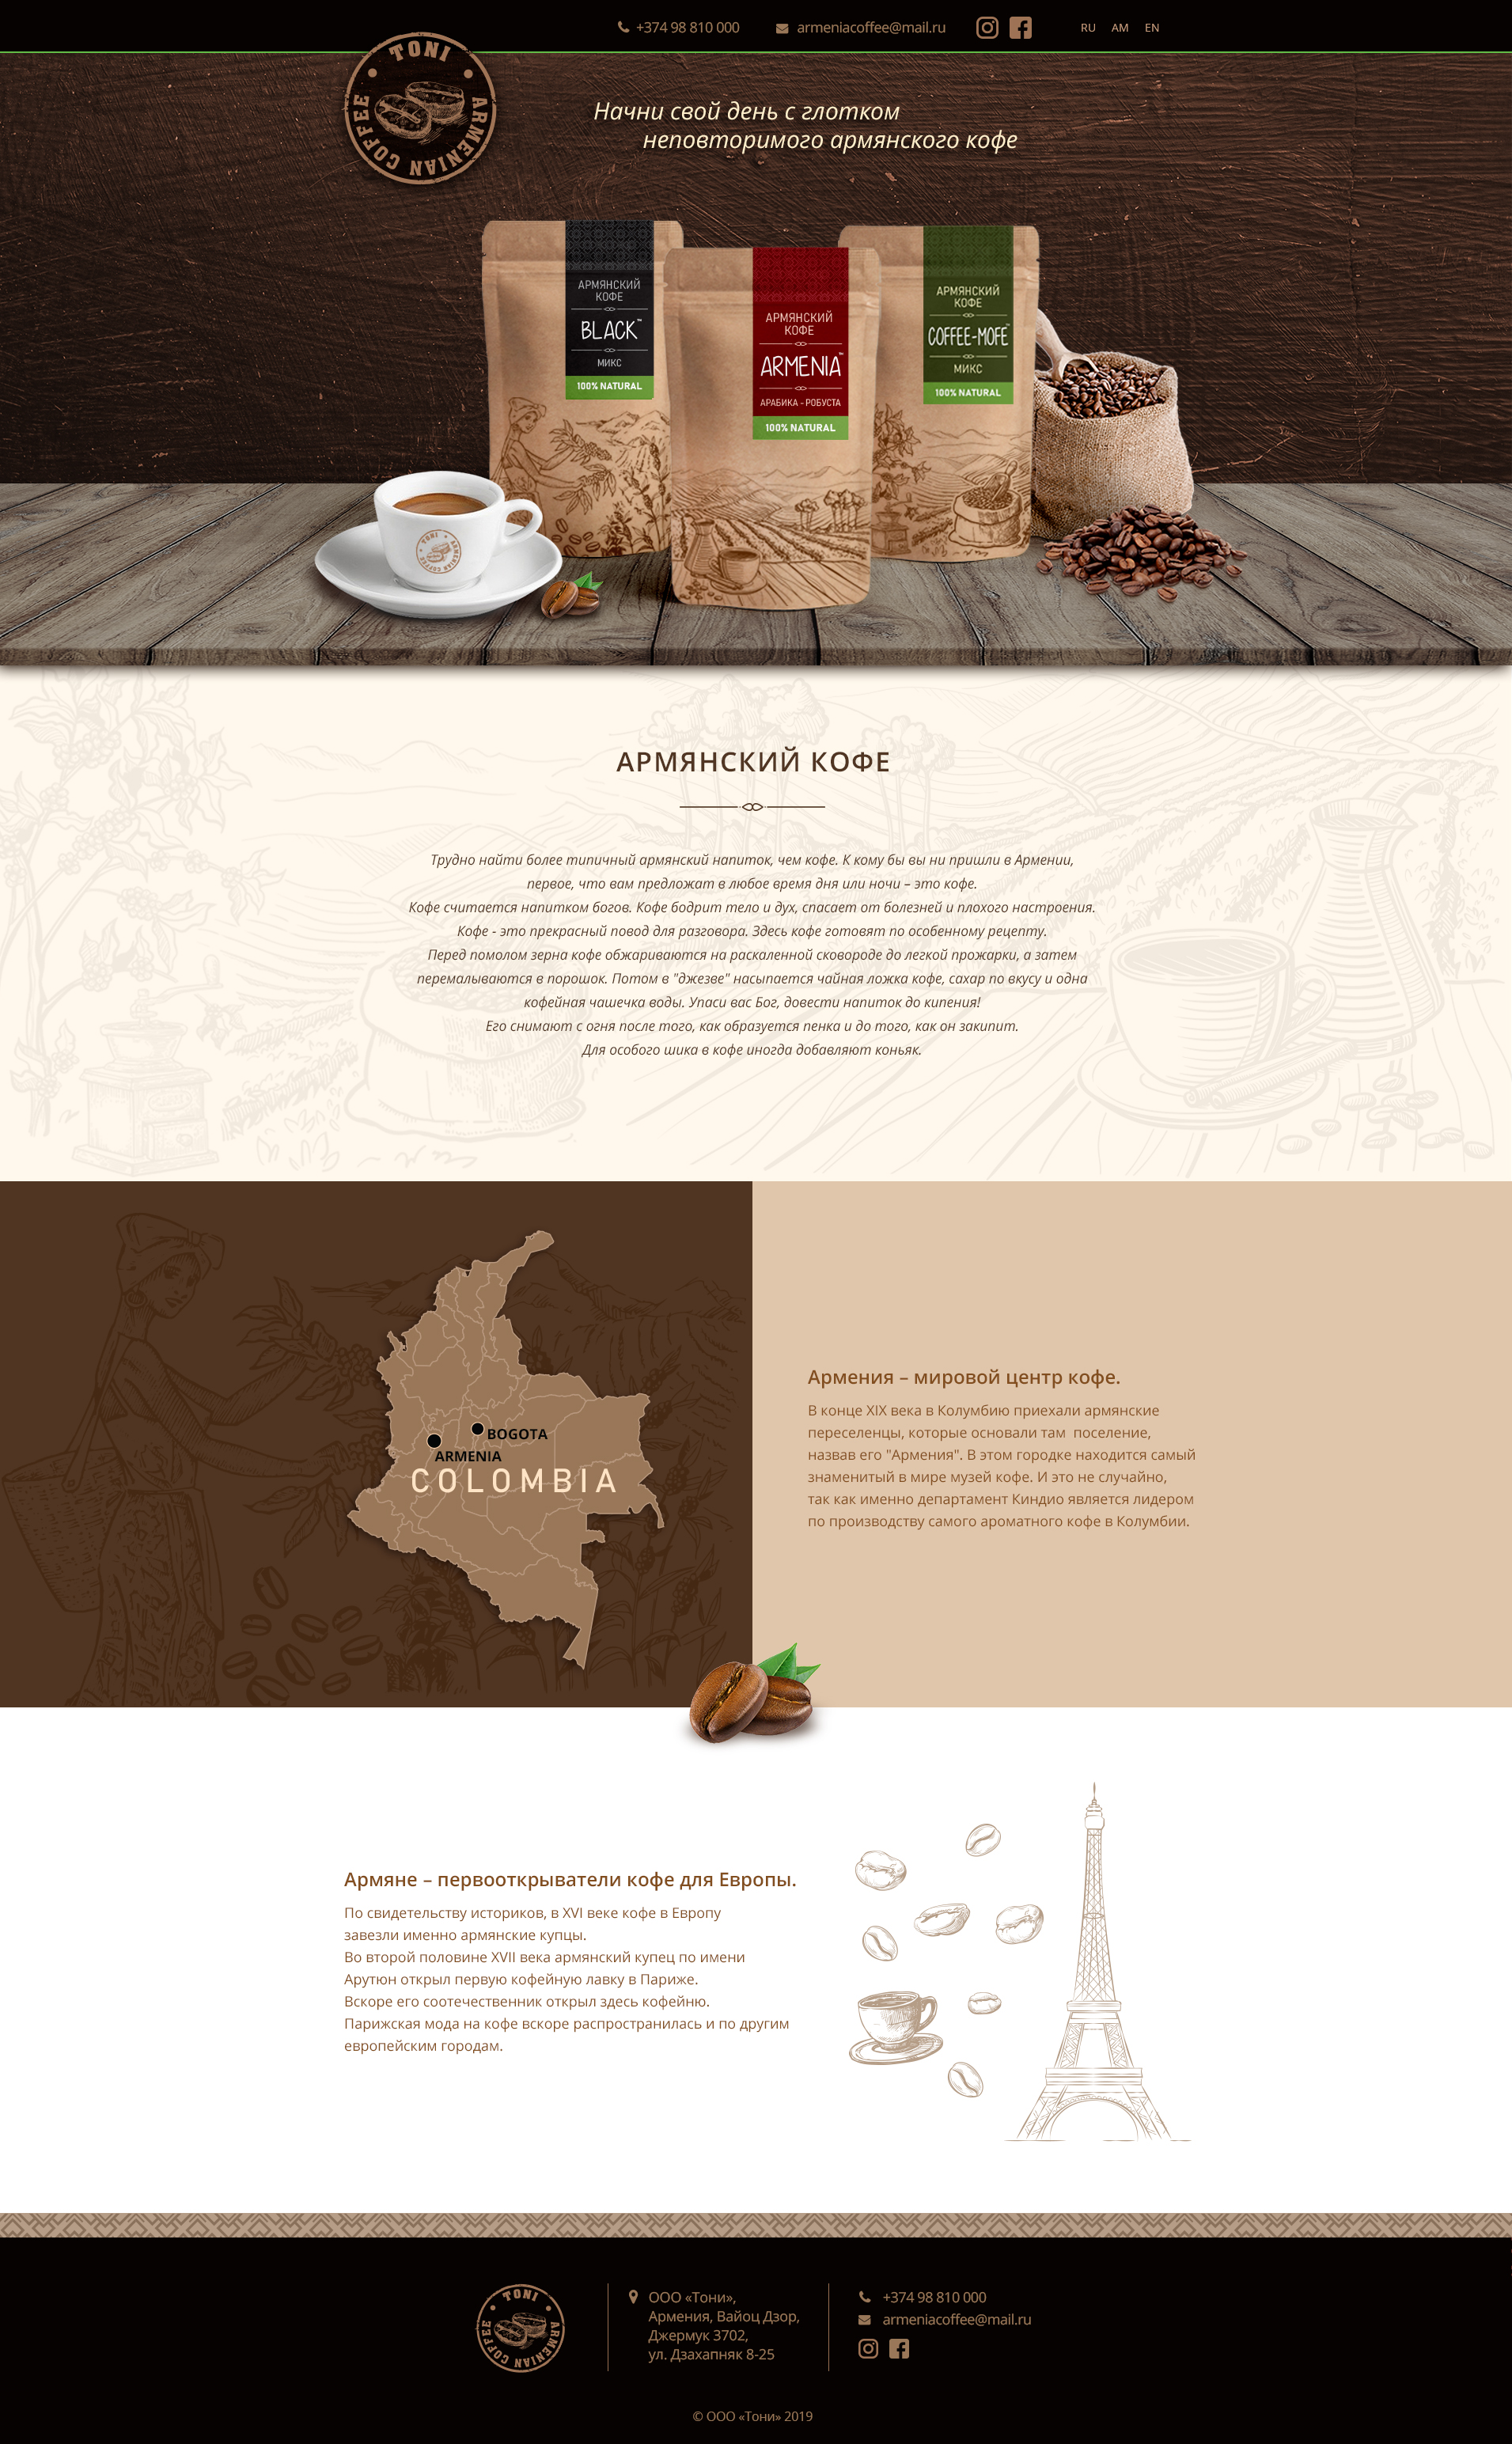 +374 98 810 000
armeniacoffee@mail.ru
RU AM EN
TONI
ARMENIAN COFFEE
Начни свой день с глотком
неповторимого армянского кофе
АРМЯНСКИЙ
КОФЕ
BLACK™
МИКС
100% NATURAL
АРМЯНСКИЙ
КОФЕ
ARMENIA™
АРАБИКА - РОБУСТА
100% NATURAL
АРМЯНСКИЙ
КОФЕ
COFFEE-MOFE™
МИКС
100% NATURAL
TONI
ARMENIAN COFFEE
АРМЯНСКИЙ КОФЕ
Трудно найти более типичный армянский напиток, чем кофе. К кому бы вы ни пришли в Армении,
первое, что вам предложат в любое время дня или ночи – это кофе.
Кофе считается напитком богов. Кофе бодрит тело и дух, спасает от болезней и плохого настроения.
Кофе - это прекрасный повод для разговора. Здесь кофе готовят по особенному рецепту.
Перед помолом зерна кофе обжариваются на раскаленной сковороде до легкой прожарки, а затем
перемалываются в порошок. Потом в "джезве" насыпается чайная ложка кофе, сахар по вкусу и одна
кофейная чашечка воды. Упаси вас Бог, довести напиток до кипения!
Его снимают с огня после того, как образуется пенка и до того, как он закипит.
Для особого шика в кофе иногда добавляют коньяк.
BOGOTA
ARMENIA
COLOMBIA
Армения – мировой центр кофе.
В конце XIX века в Колумбию приехали армянские
переселенцы, которые основали там поселение,
назвав его "Армения". В этом городке находится самый
знаменитый в мире музей кофе. И это не случайно,
так как именно департамент Киндио является лидером
по производству самого ароматного кофе в Колумбии.
Армяне – первооткрыватели кофе для Европы.
По свидетельству историков, в XVI веке кофе в Европу
завезли именно армянские купцы.
Во второй половине XVII века армянский купец по имени
Арутюн открыл первую кофейную лавку в Париже.
Вскоре его соотечественник открыл здесь кофейню.
Парижская мода на кофе вскоре распространилась и по другим
европейским городам.
TONI
ARMENIAN COFFEE
ООО «Тони»,
Армения, Вайоц Дзор,
Джермук 3702,
ул. Дзахапняк 8-25
+374 98 810 000
armeniacoffee@mail.ru
© ООО «Тони» 2019